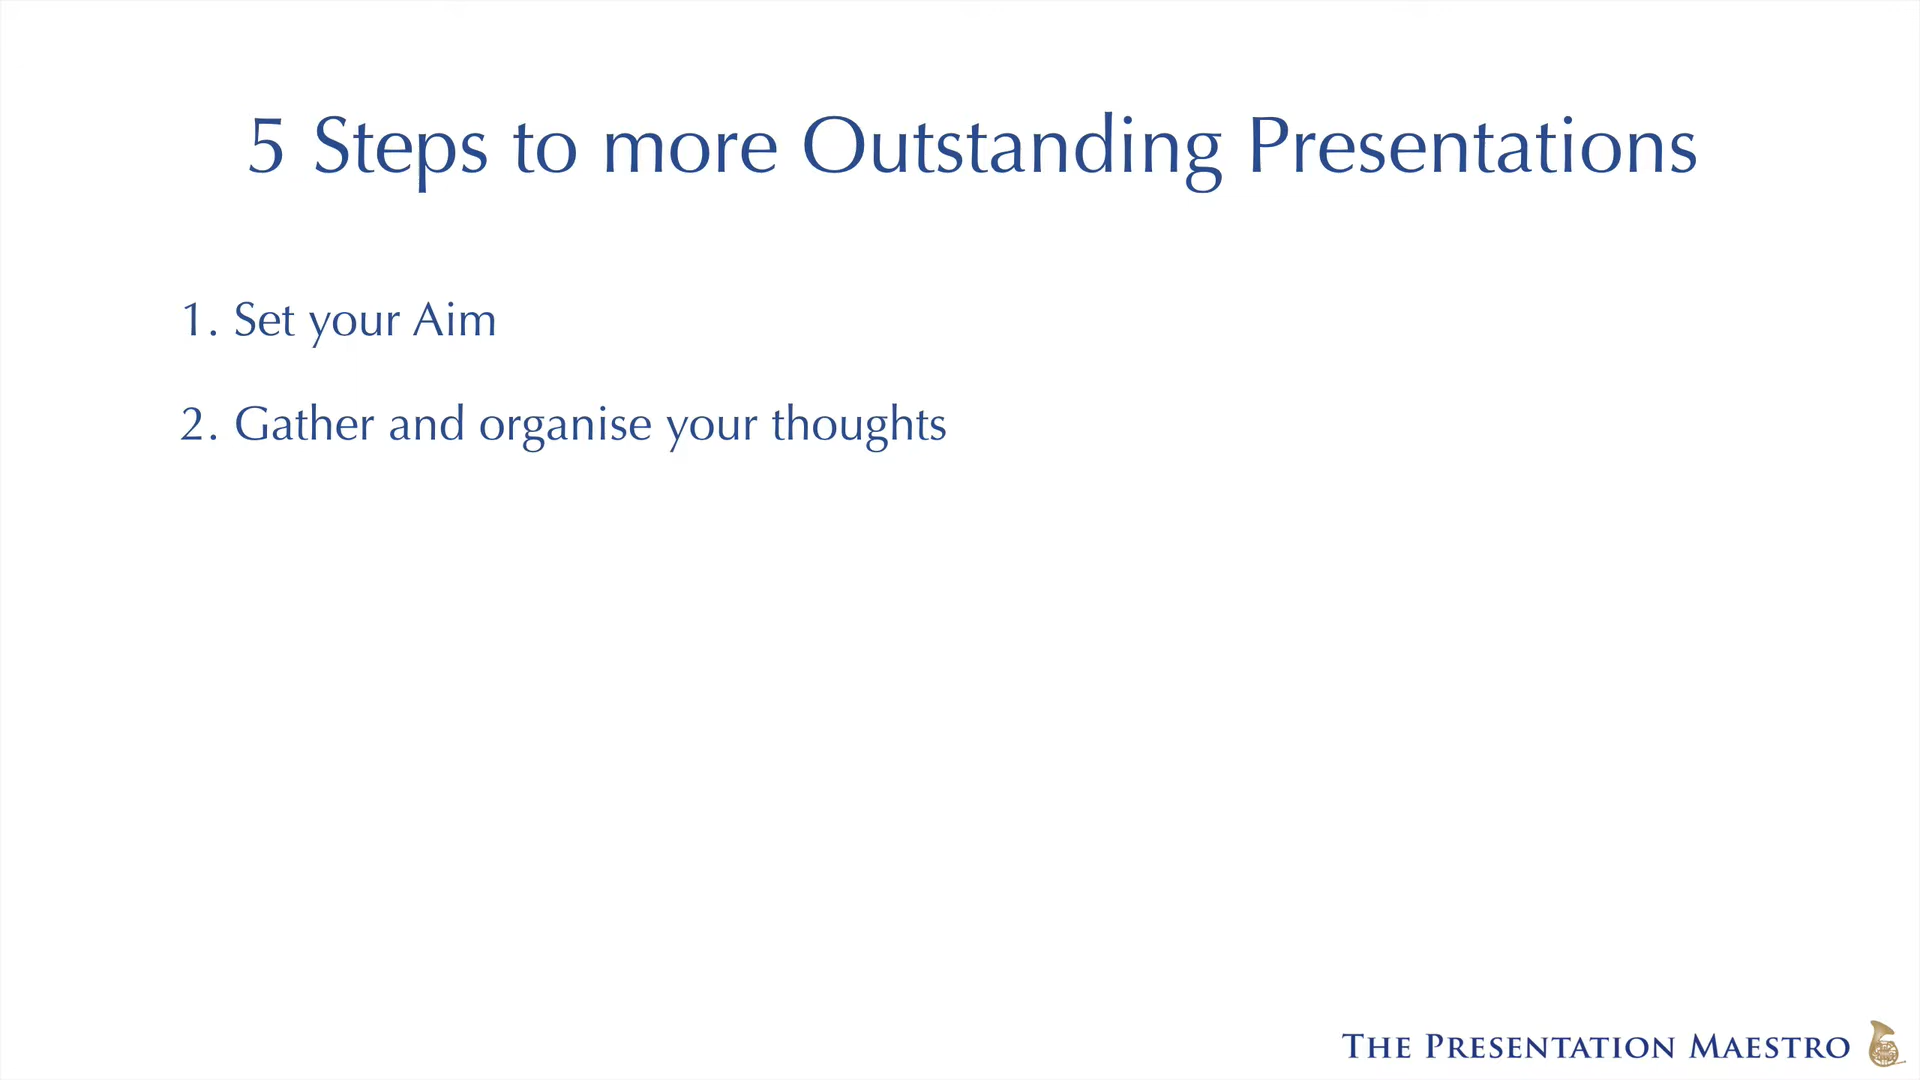 5 Steps to more Outstanding Presentations
1. Set your Aim
2. Gather and organise your thoughts
THE PRESENTATION MAESTRO